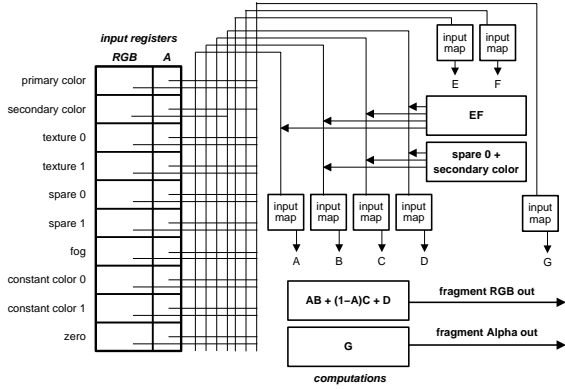 input registers
RGB A
primary color
secondary color
texture 0
texture 1
spare 0
spare 1
fog
constant color 0
constant color 1
zero
input
map
input
map
E
F
EF
spare 0 +
secondary color
input
map
input
map
input
map
input
map
input
map
A
B
C
D
G
AB + (1–A)C + D
fragment RGB out
G
fragment Alpha out
computations